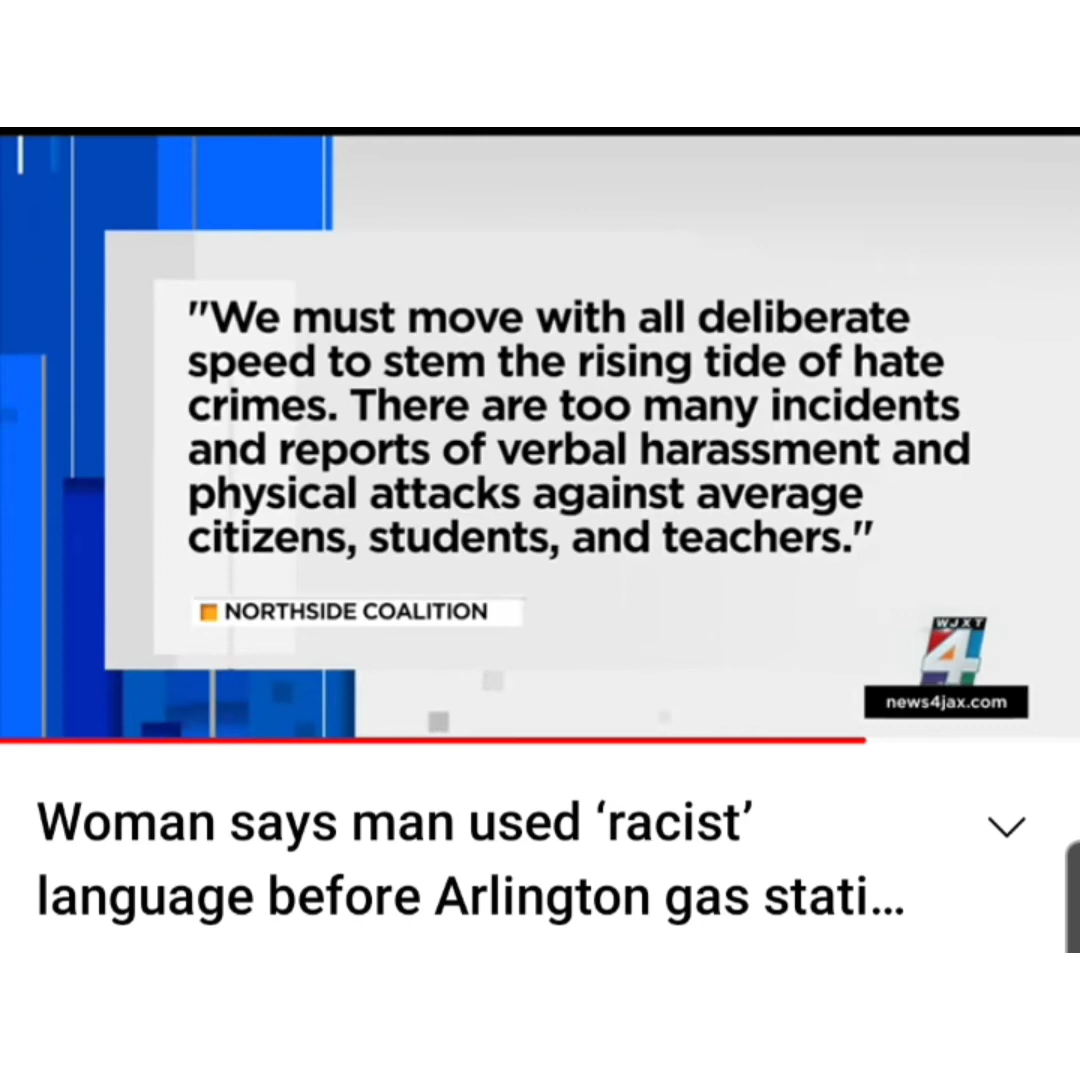 "We must move with all deliberate
speed to stem the rising tide of hate
crimes. There are too many incidents
and reports of verbal harassment and
physical attacks against average
citizens, students, and teachers."
NORTHSIDE COALITION
WJXT
4
news4jax.com
Woman says man used ‘racist’
language before Arlington gas stati...